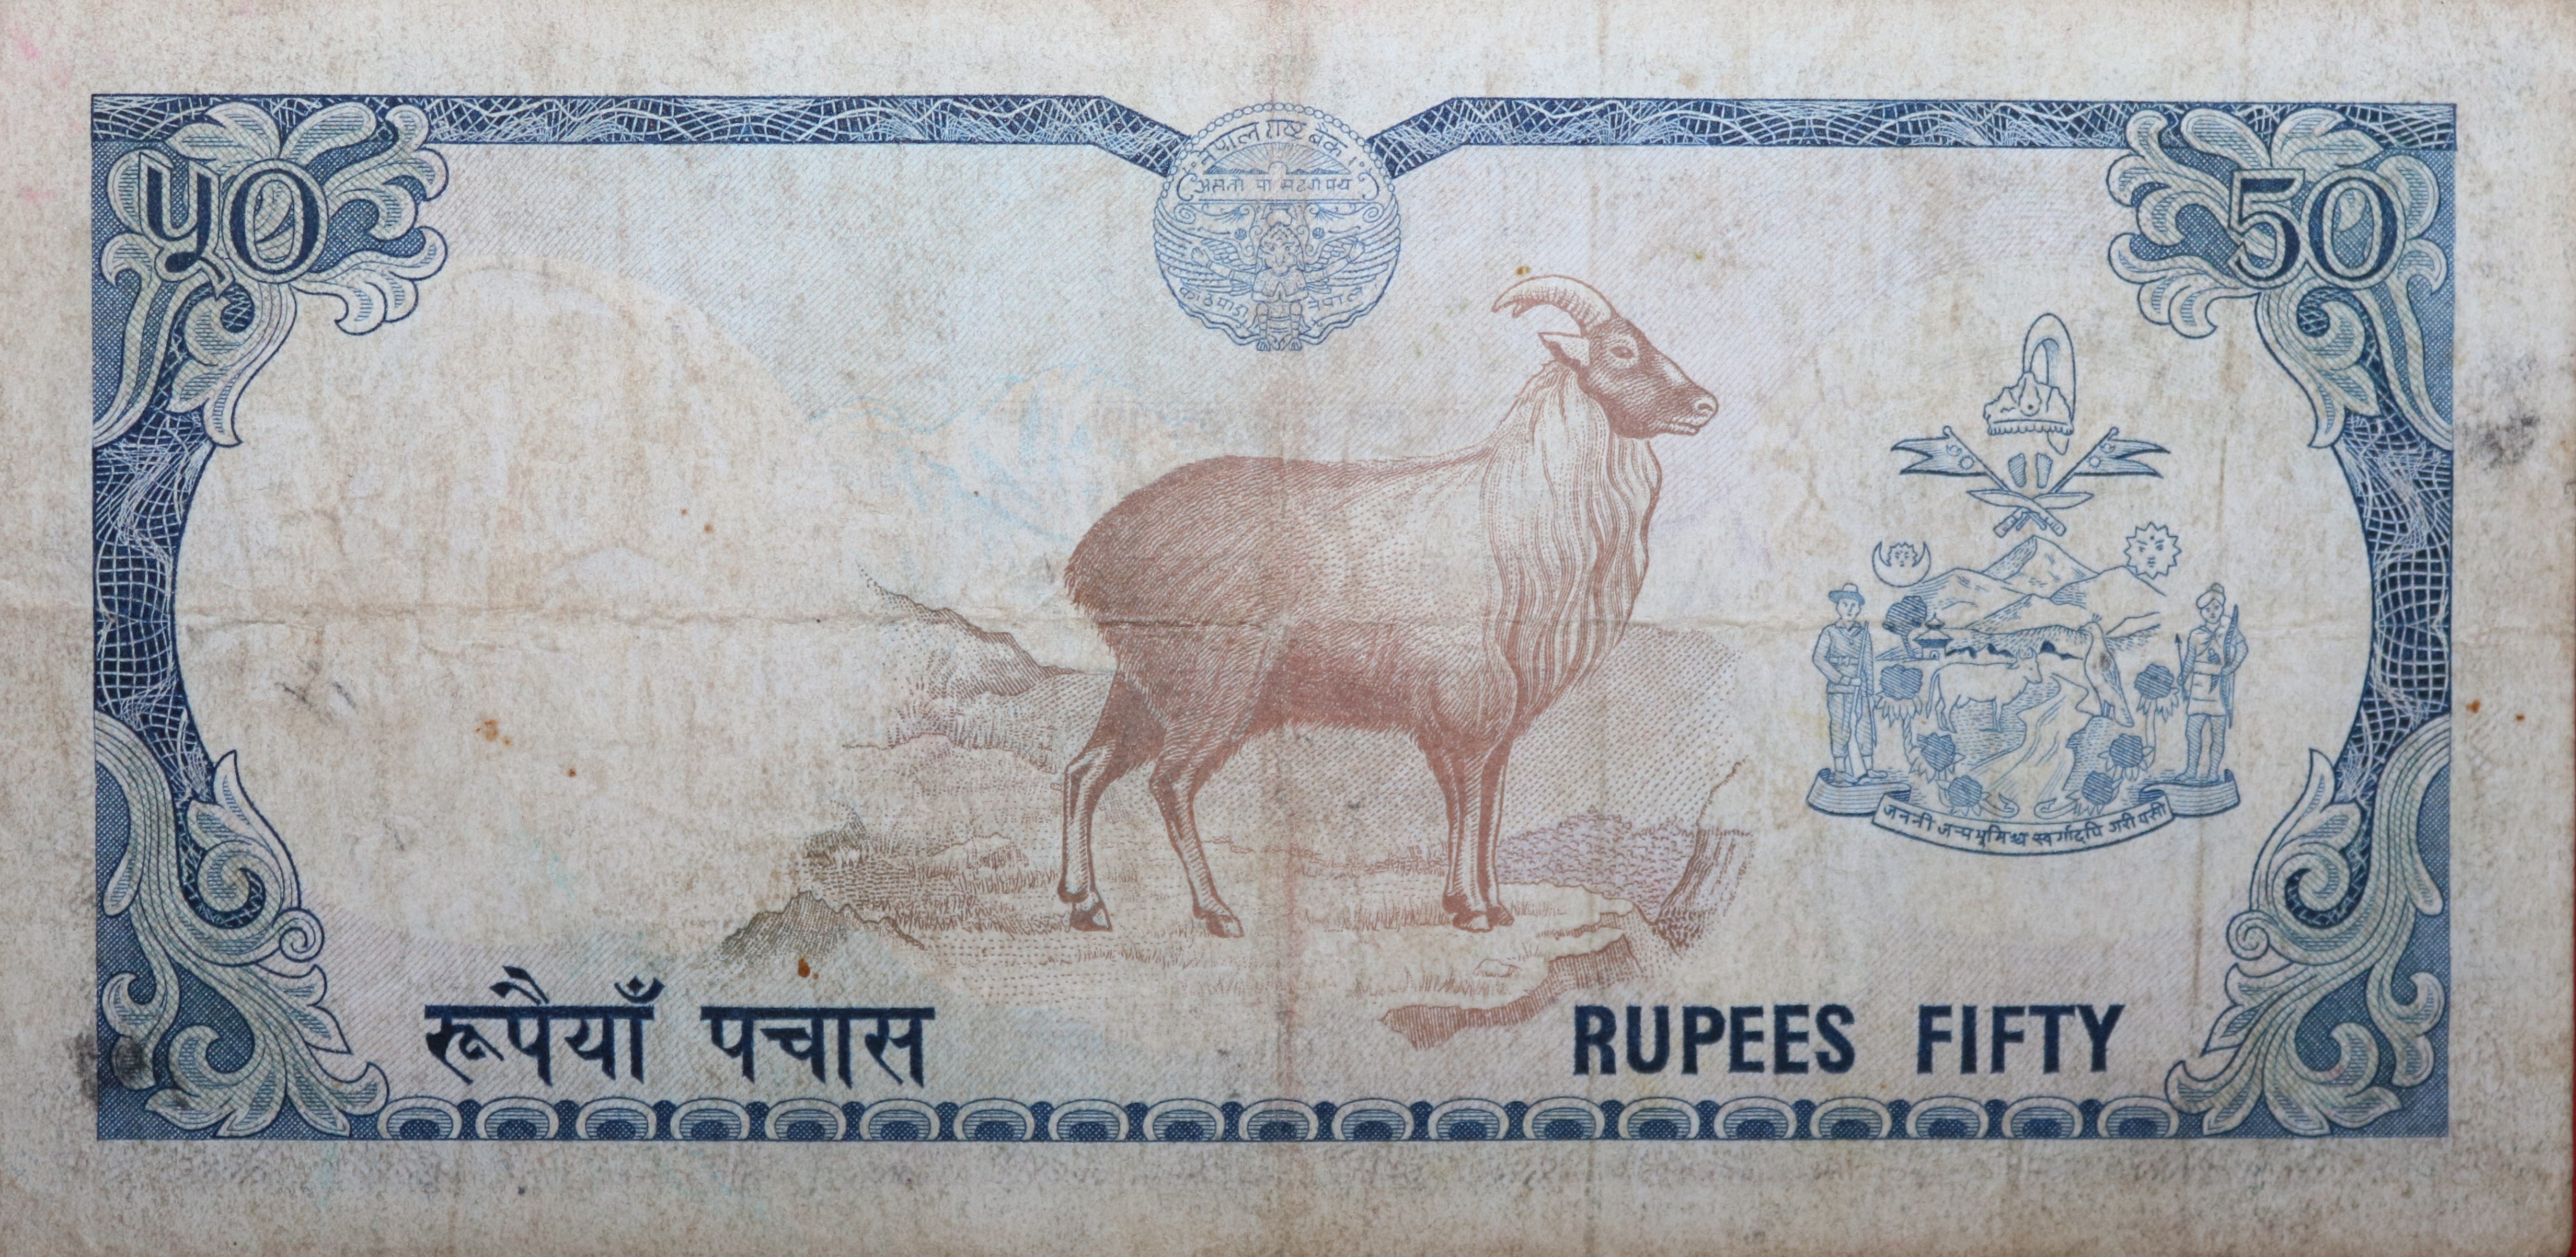 ५०
नेपाल राष्ट्र बैंक
असतो मा सद्गमय
काठमाडौं नेपाल
50
जननी जन्मभूमिश्च स्वर्गादपि गरीयसी
रूपैयाँ पचास
RUPEES FIFTY